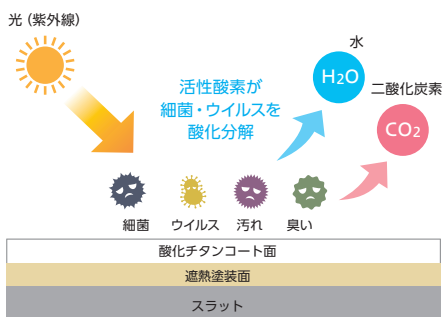 光（紫外線）
活性酸素が
細菌・ウイルスを
酸化分解
水
H2O
二酸化炭素
CO2
細菌
ウイルス
汚れ
臭い
酸化チタンコート面
遮熱塗装面
スラット